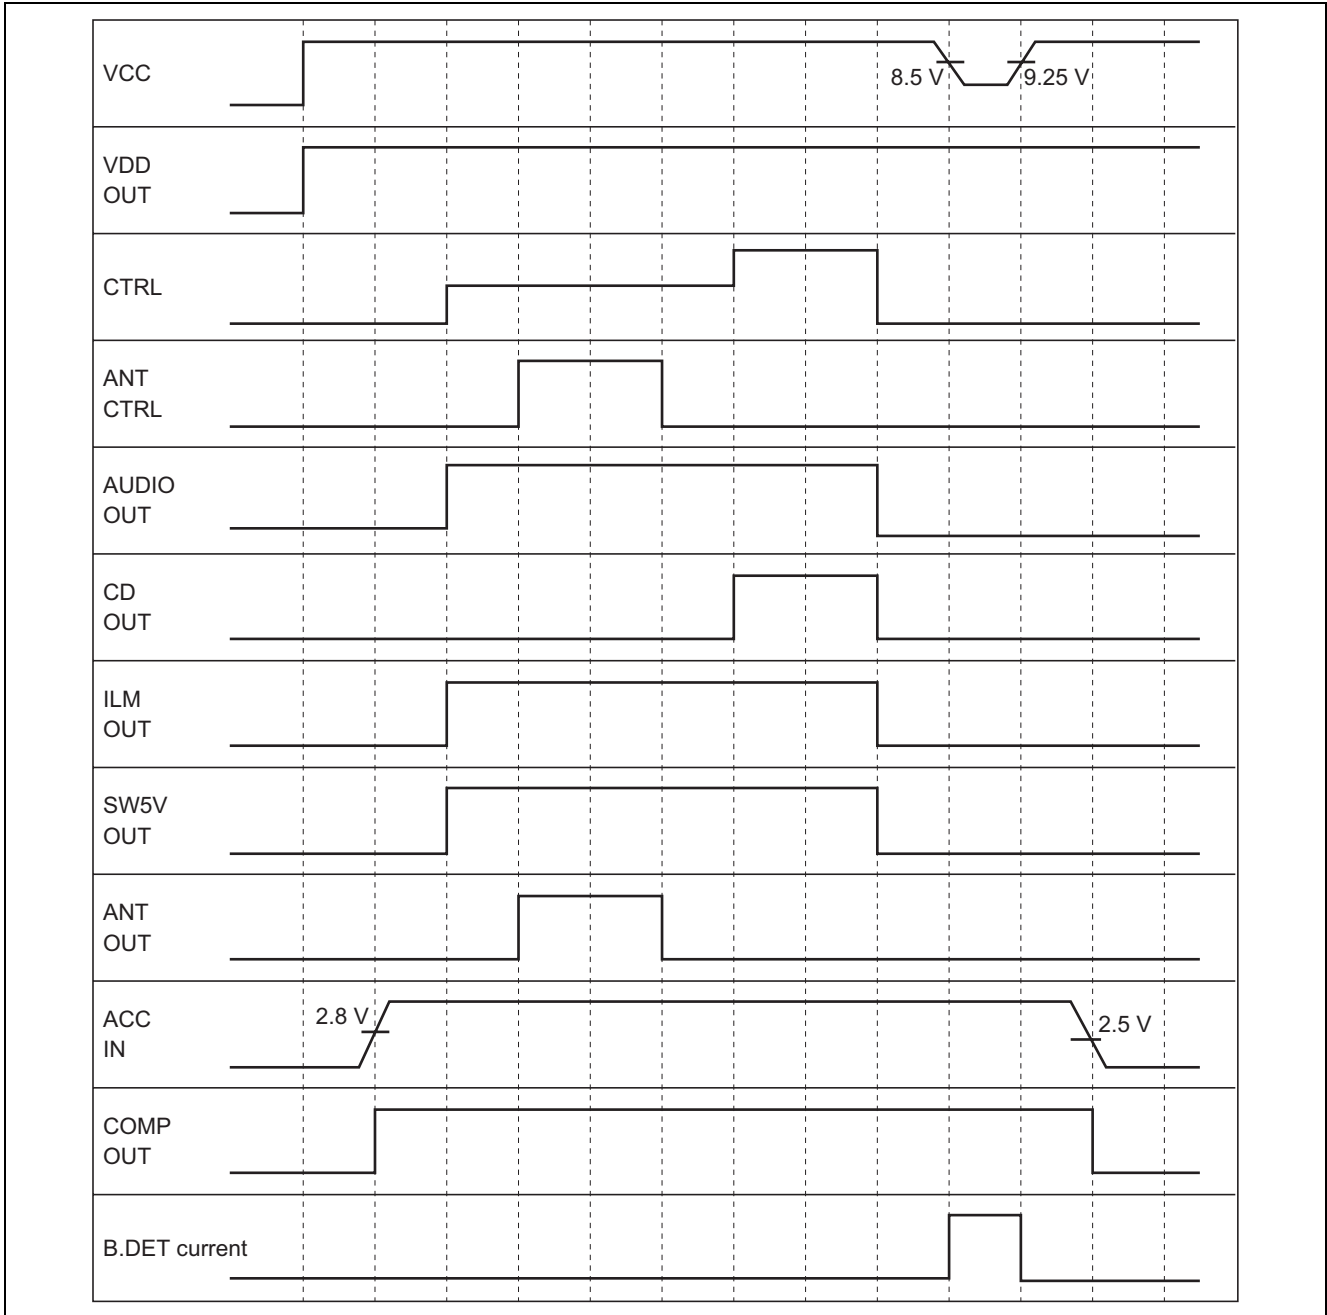 VCC
8.5 V
9.25 V
VDD
OUT
CTRL
ANT
CTRL
AUDIO
OUT
CD
OUT
ILM
OUT
SW5V
OUT
ANT
OUT
ACC
IN
2.8 V
2.5 V
COMP
OUT
B.DET current